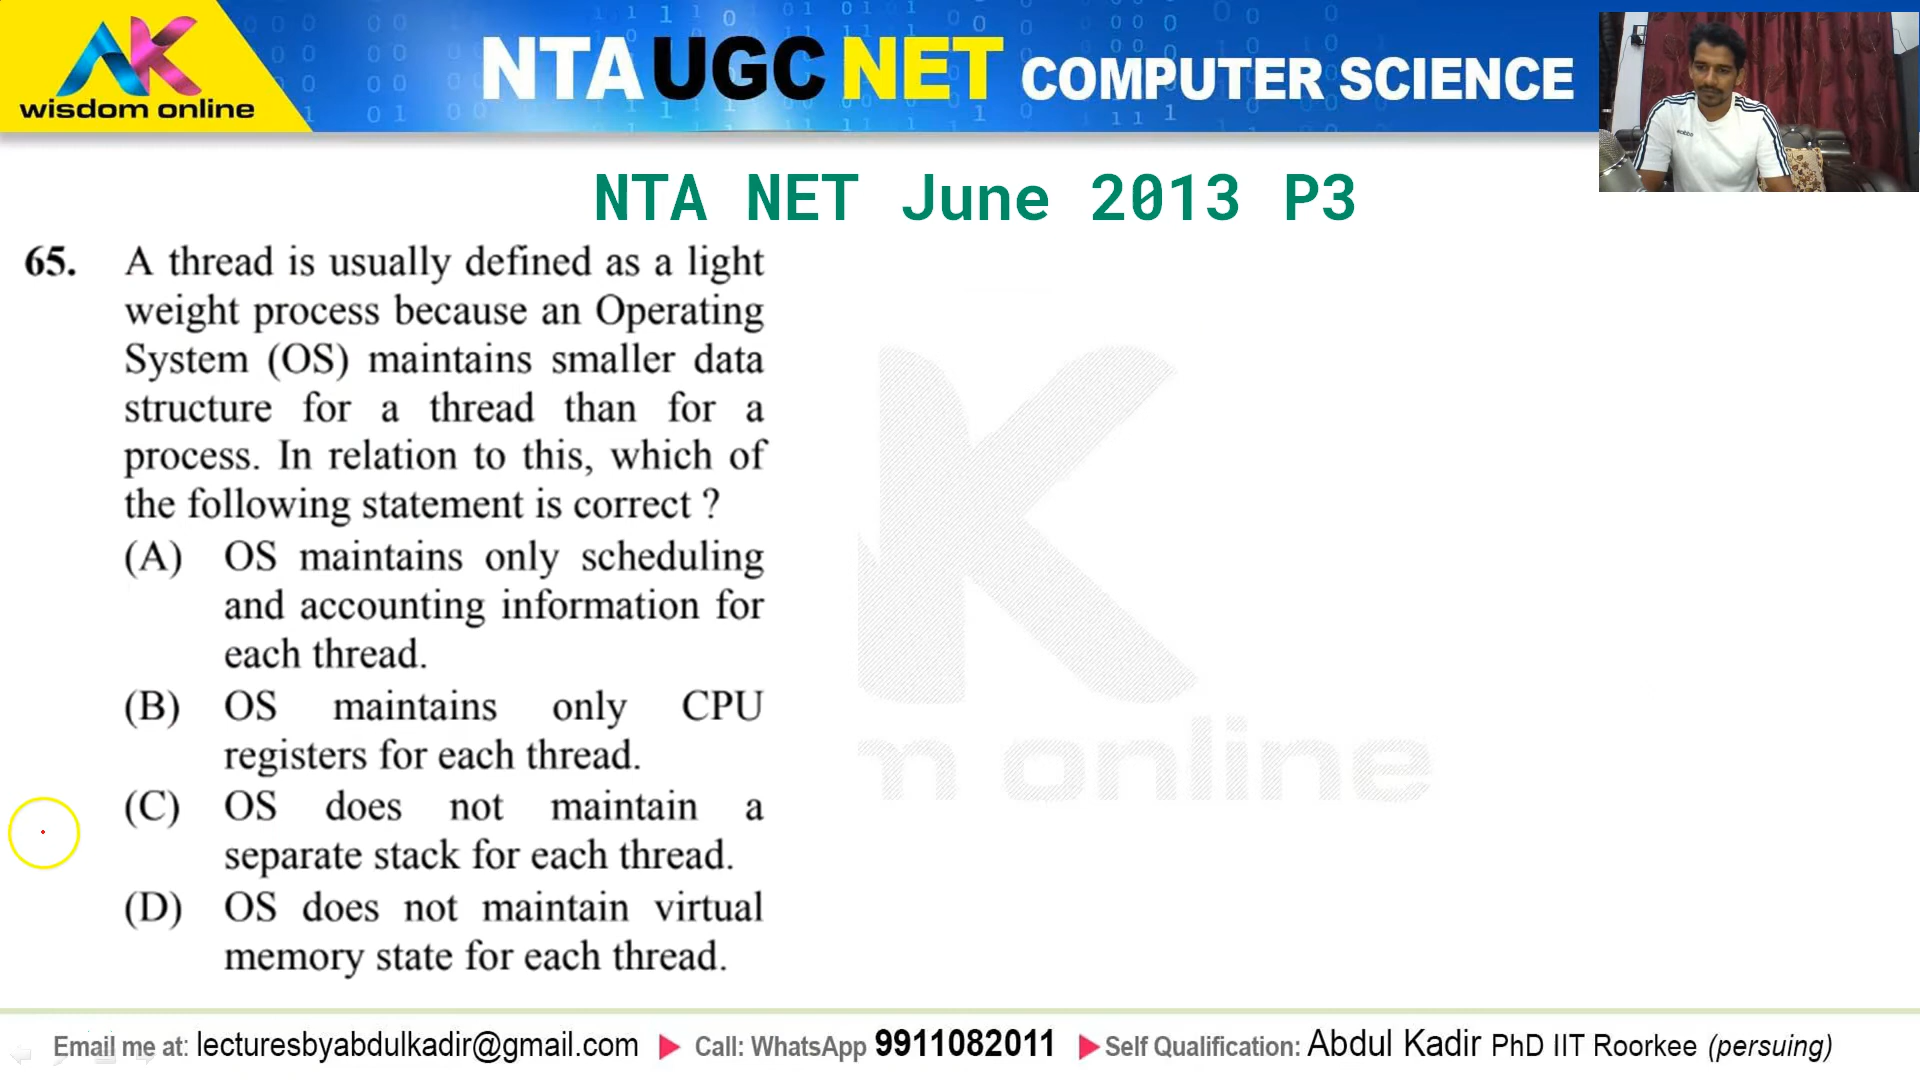 AK
wisdom online
NTA UGC NET COMPUTER SCIENCE
NTA NET June 2013 P3
65. A thread is usually defined as a light
weight process because an Operating
System (OS) maintains smaller data
structure for a thread than for a
process. In relation to this, which of
the following statement is correct ?
(A) OS maintains only scheduling
and accounting information for
each thread.
(B) OS maintains only CPU
registers for each thread.
(C) OS does not maintain a
separate stack for each thread.
(D) OS does not maintain virtual
memory state for each thread.
K
m online
Email me at: lecturesbyabdulkadir@gmail.com Call: WhatsApp 9911082011 Self Qualification: Abdul Kadir PhD IIT Roorkee (persuing)